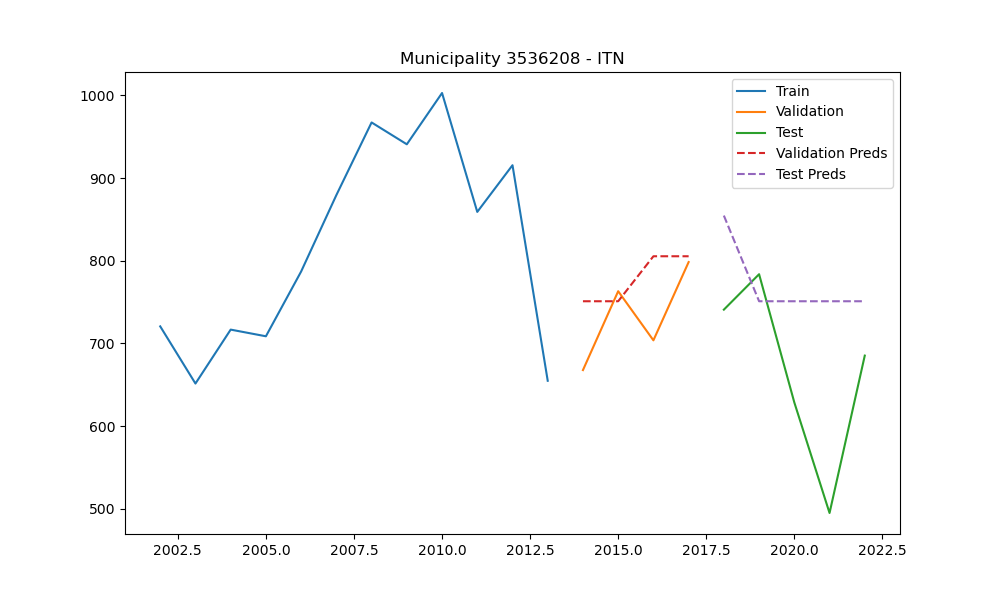 Municipality 3536208 - ITN
Train
Validation
Test
Validation Preds
Test Preds
1000
900
800
700
600
500
2002.5 2005.0 2007.5 2010.0 2012.5 2015.0 2017.5 2020.0 2022.5